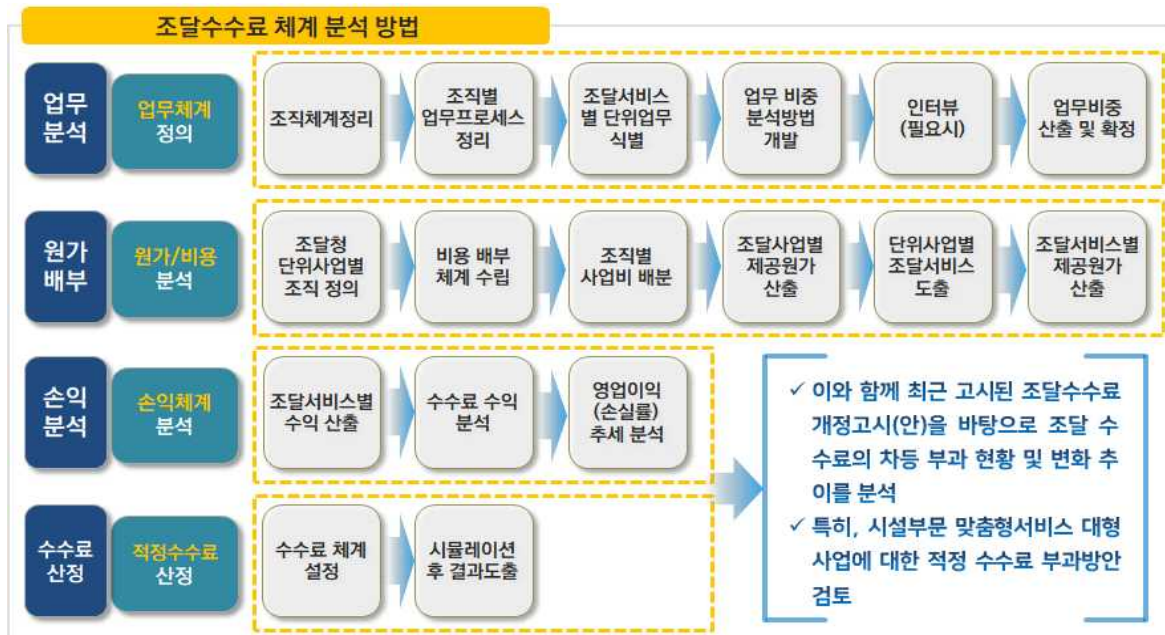 조달수수료 체계 분석 방법
업무
분석
업무체계
정의
조직체계정리
조직별
업무프로세스
정리
조달서비스
별 단위업무
식별
업무 비중
분석방법
개발
인터뷰
(필요시)
업무비중
산출 및 확정
원가
배부
원가/비용
분석
조달청
단위사업별
조직 정의
비용 배부
체계 수립
조직별
사업비 배분
조달사업별
제공원가
산출
단위사업별
조달서비스
도출
조달서비스별
제공원가
산출
손익
분석
손익체계
분석
조달서비스별
수익 산출
수수료 수익
분석
영업이익
(손실률)
추세 분석
수수료
산정
적정수수료
산정
수수료 체계
설정
시뮬레이션
후 결과도출
✓ 이와 함께 최근 고시된 조달수수료
개정고시(안)을 바탕으로 조달 수
수료의 차등 부과 현황 및 변화 추
이를 분석
✓ 특히, 시설부문 맞춤형서비스 대형
사업에 대한 적정 수수료 부과방안
검토